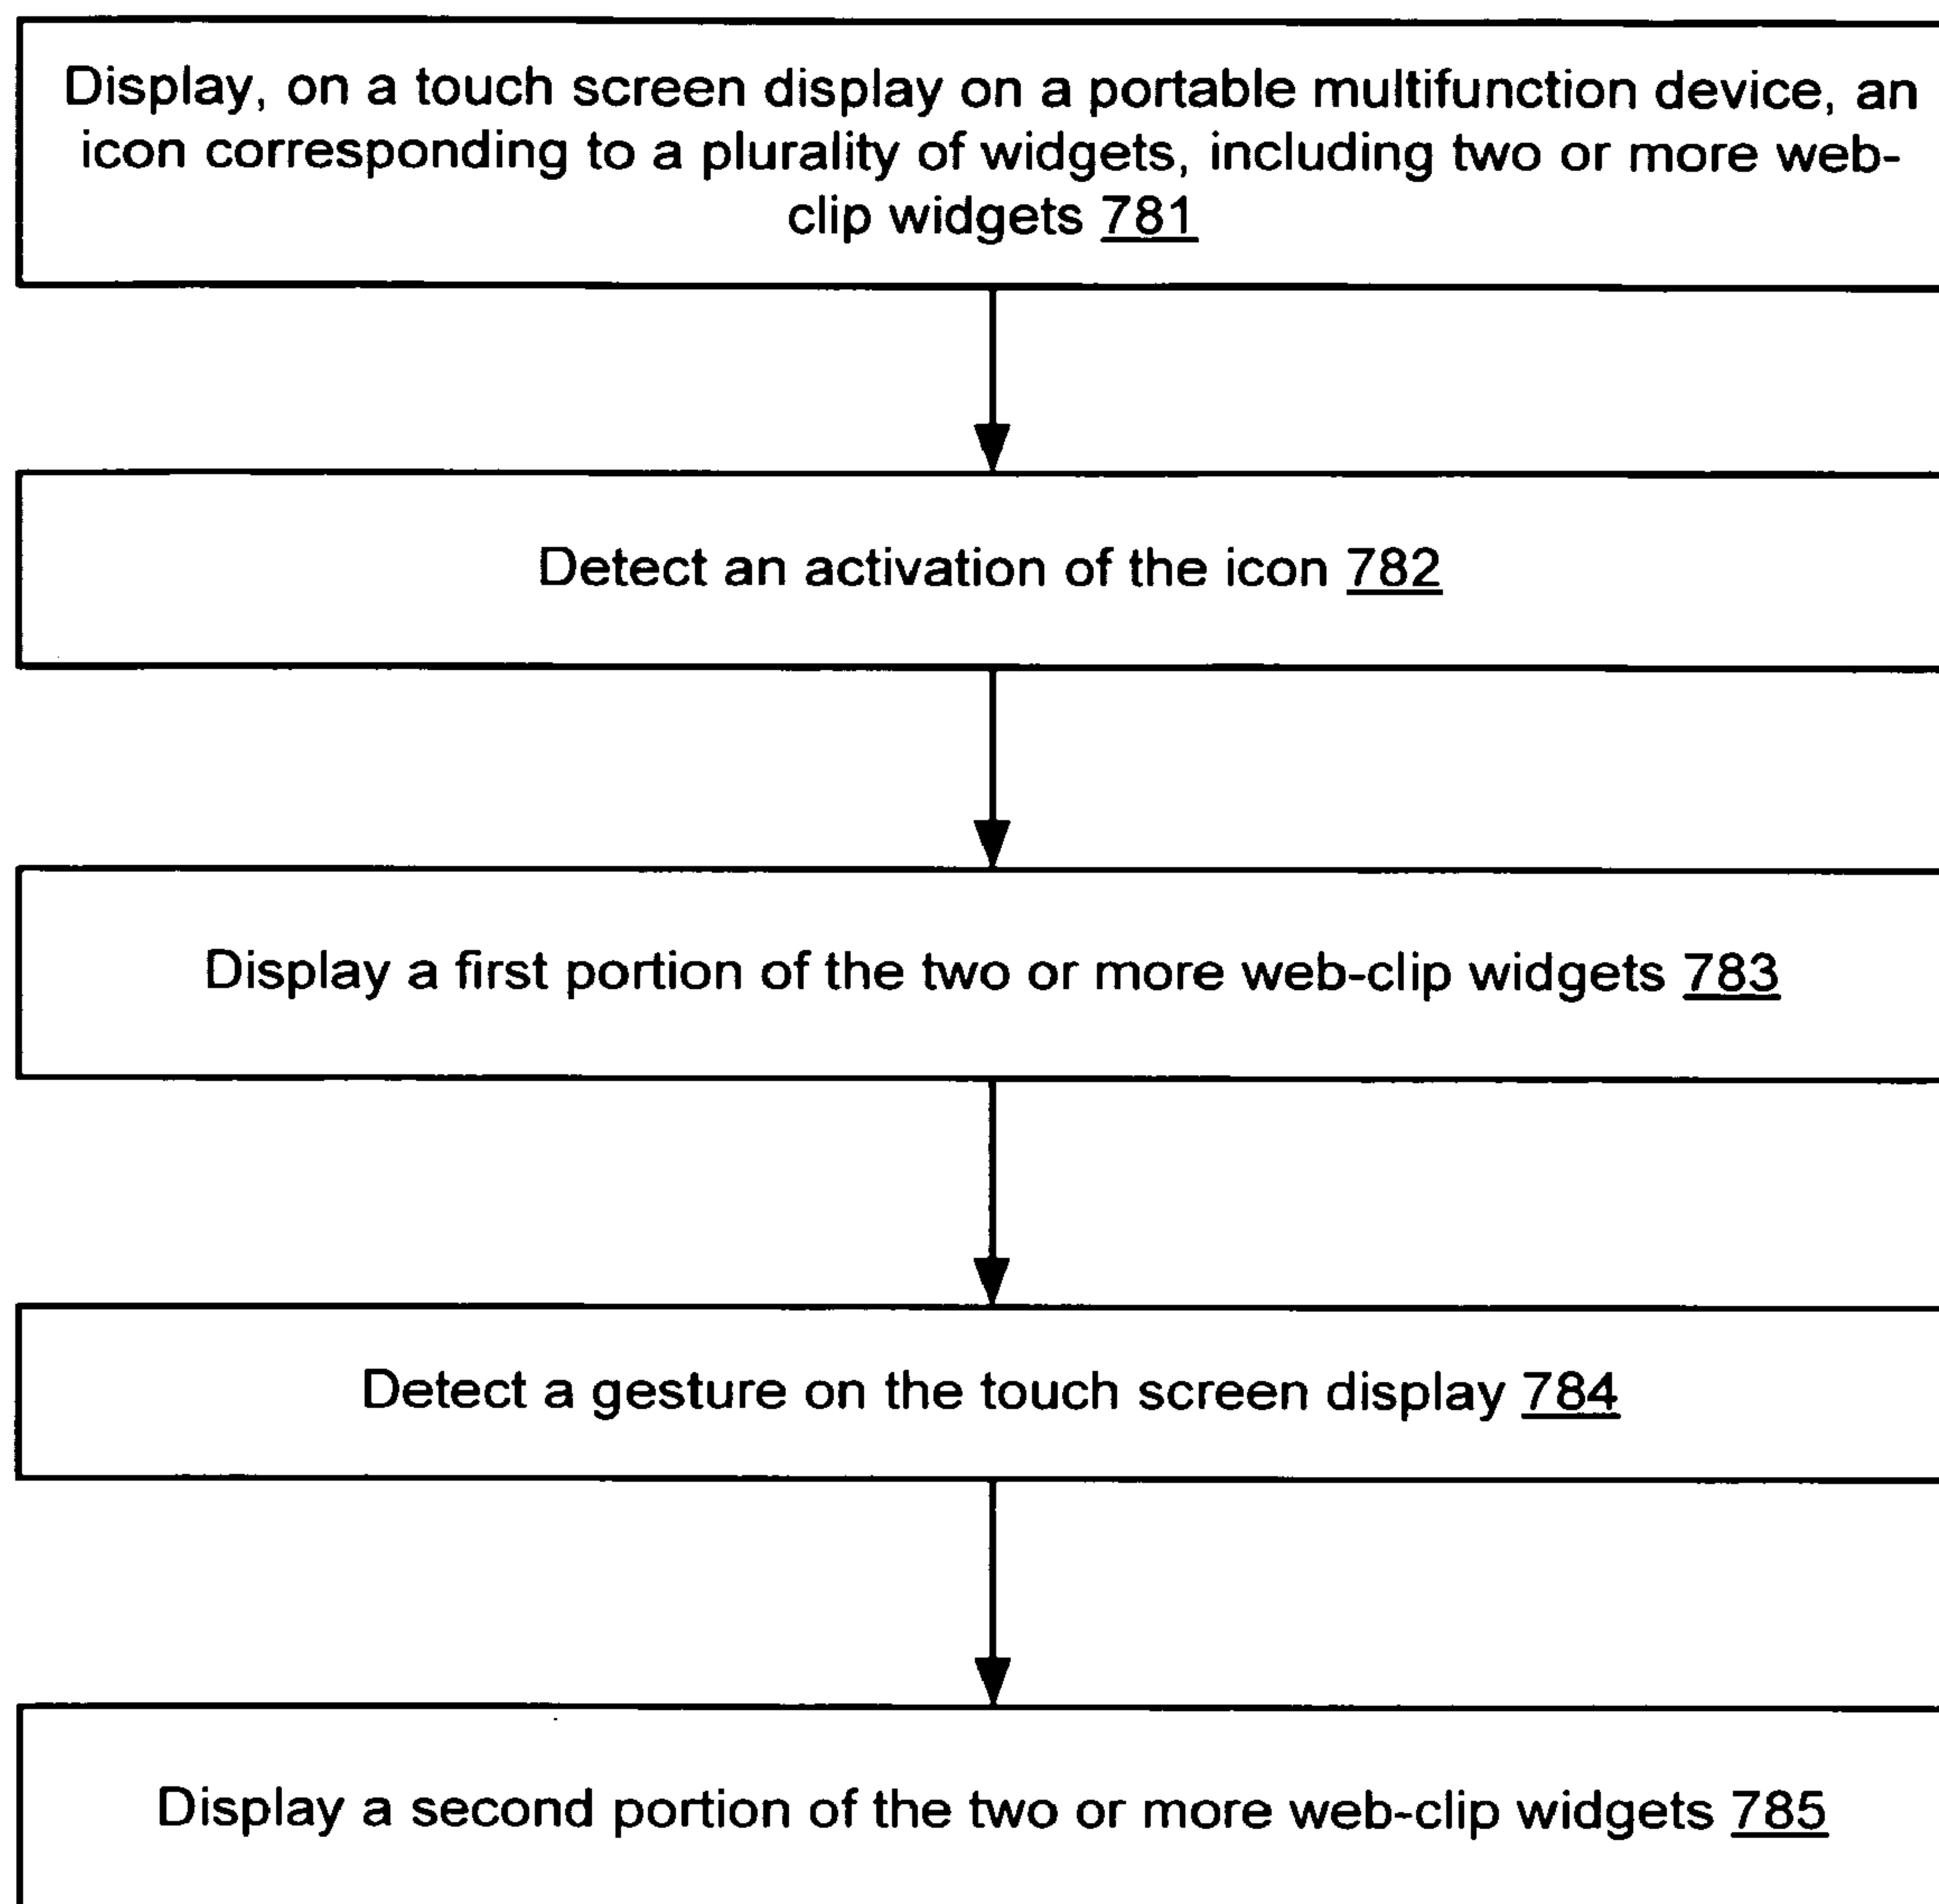 Display, on a touch screen display on a portable multifunction device, an
icon corresponding to a plurality of widgets, including two or more web-
clip widgets 781
Detect an activation of the icon 782
Display a first portion of the two or more web-clip widgets 783
Detect a gesture on the touch screen display 784
Display a second portion of the two or more web-clip widgets 785